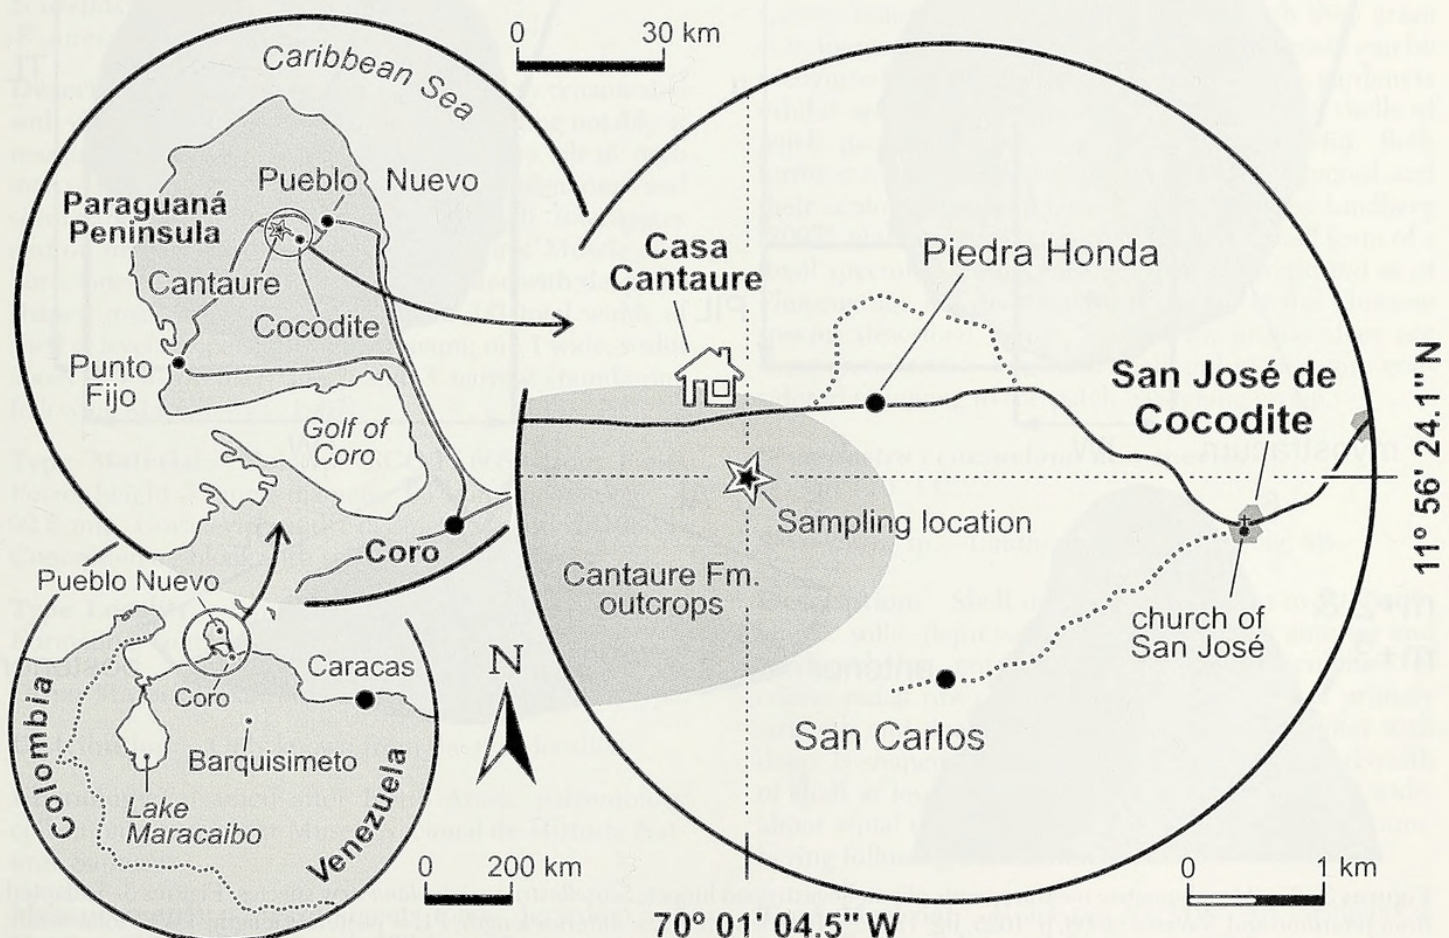 0 30 km
Caribbean Sea
Pueblo Nuevo
Paraguaná
Peninsula
Cantaure
Cocodite
Punto
Fijo
Golf of
Coro
Coro
Casa
Cantaure
Piedra Honda
San José de
Cocodite
Sampling location
Cantaure Fm.
outcrops
church of
San José
San Carlos
11° 56' 24.1" N
70° 01' 04.5" W
0 1 km
N
Pueblo Nuevo
Coro
Caracas
Barquisimeto
Lake
Maracaibo
Colombia
Venezuela
0 200 km